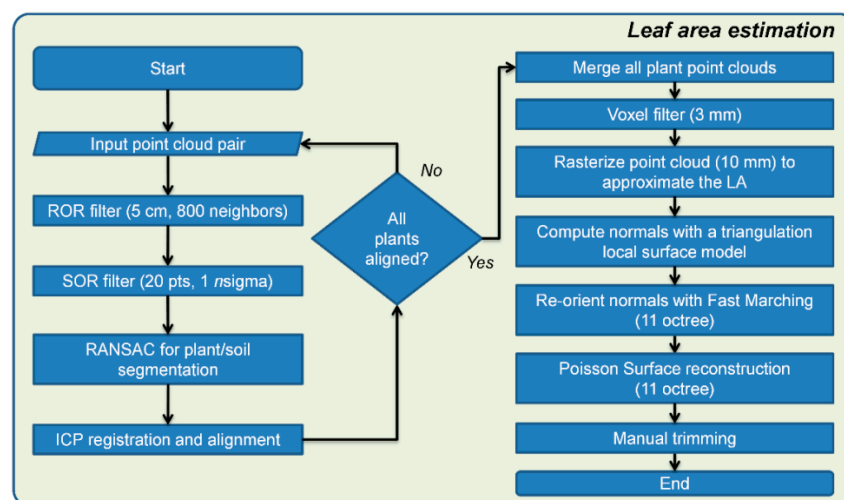 Leaf area estimation
Start
Input point cloud pair
ROR filter (5 cm, 800 neighbors)
SOR filter (20 pts, 1 nsigma)
RANSAC for plant/soil
segmentation
ICP registration and alignment
No
All
plants
aligned?
Yes
Merge all plant point clouds
Voxel filter (3 mm)
Rasterize point cloud (10 mm) to
approximate the LA
Compute normals with a triangulation
local surface model
Re-orient normals with Fast Marching
(11 octree)
Poisson Surface reconstruction
(11 octree)
Manual trimming
End